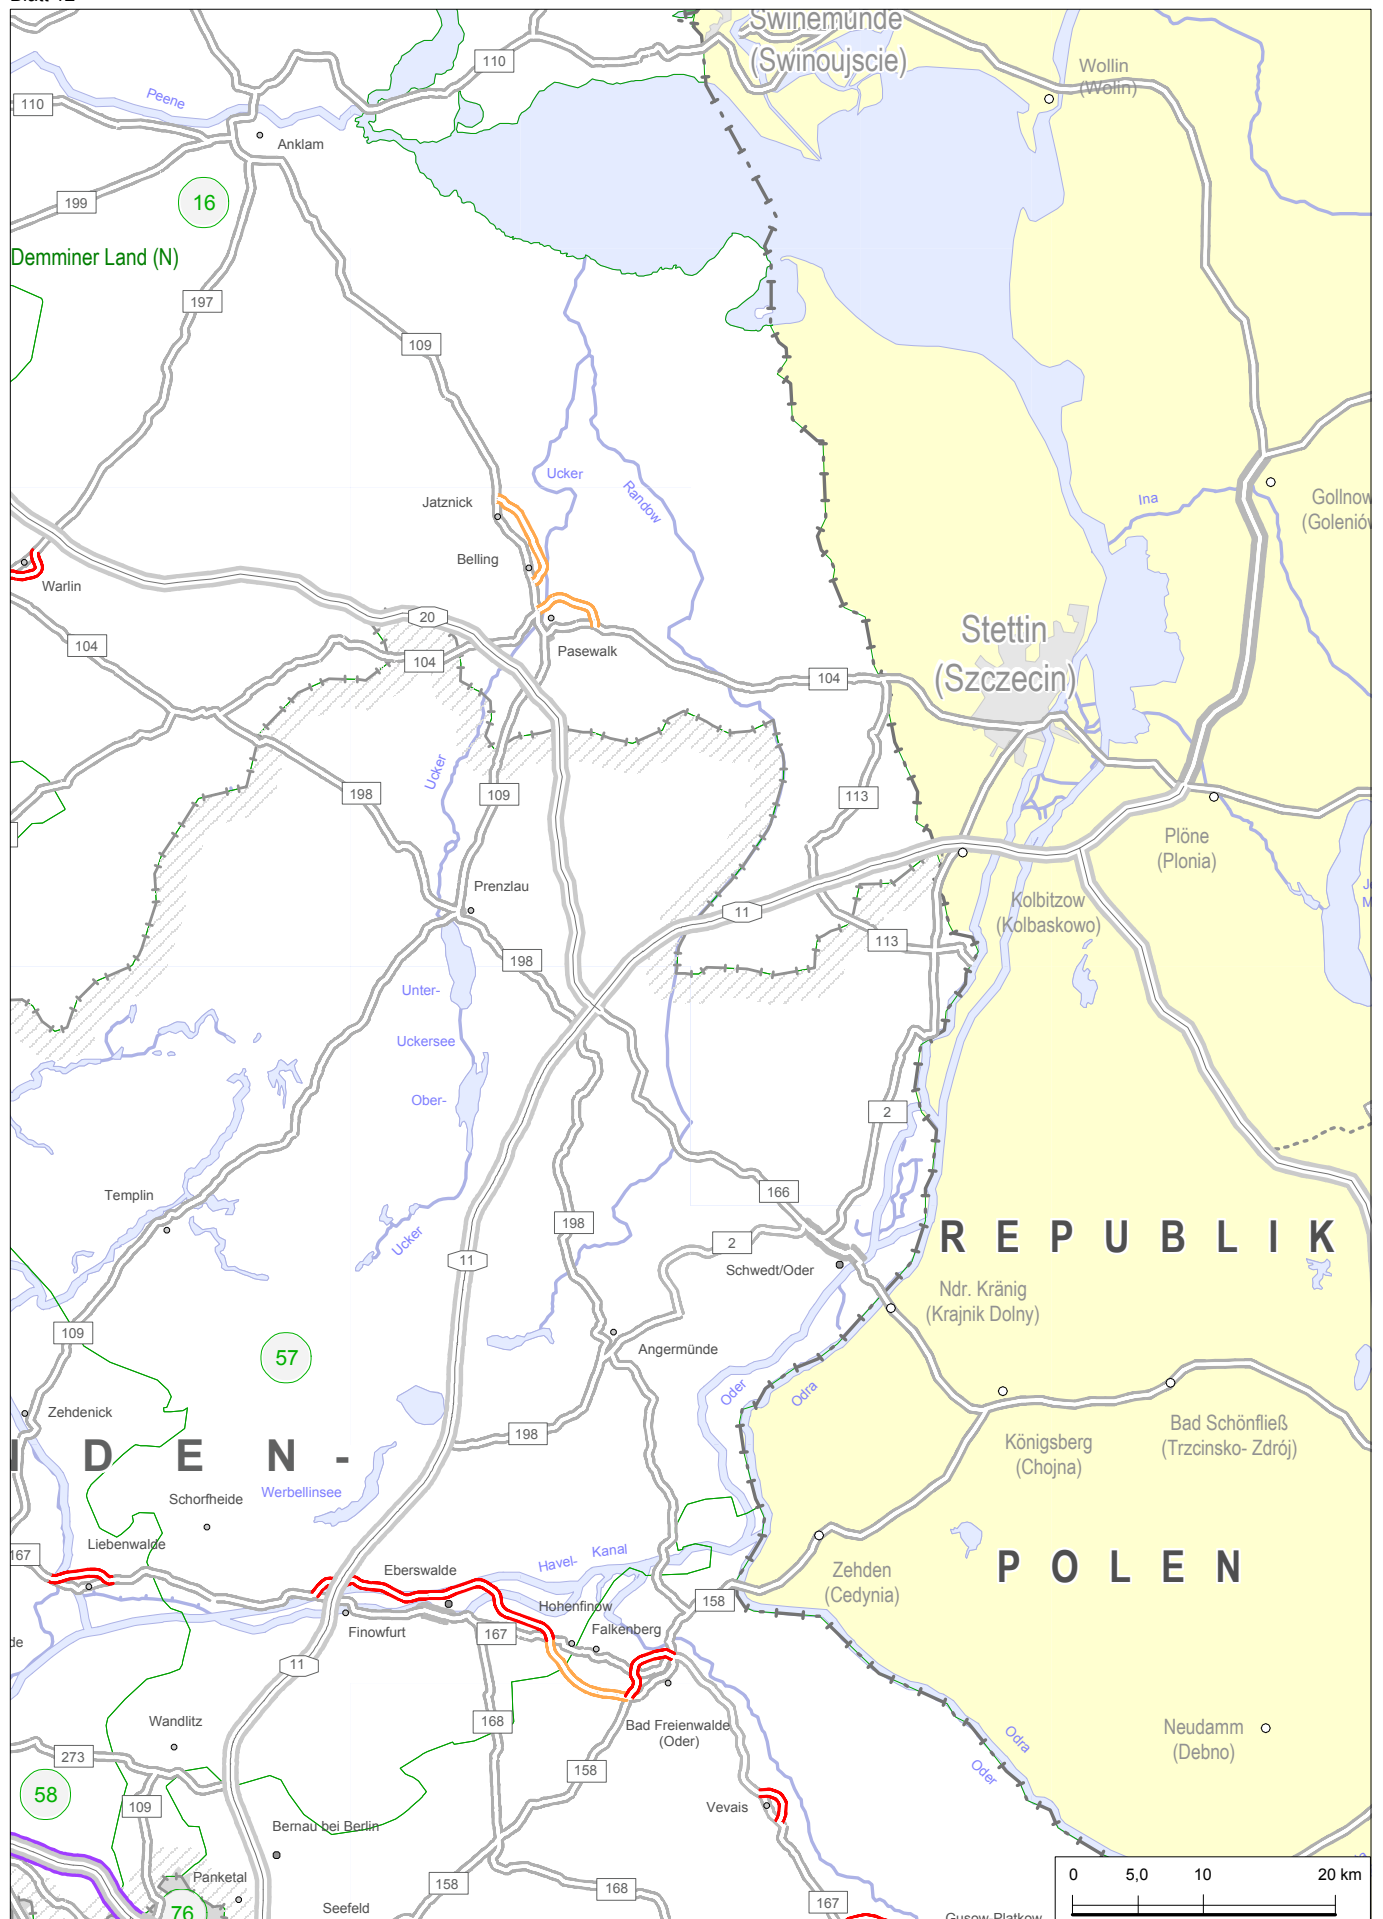 Swinemünde
(Swinoujscie)
110
Wollin
(Wolin)
Peene
110
Anklam
199
16
Demminer Land (N)
197
109
Ucker
Randow
Jatznick
Ina
Gollnow
Belling
Warlin
20
Stettin
(Szczecin)
104
Pasewalk
104
104
Ucker
198
109
113
Plöne
(Plonia)
Prenzlau
11
Kolbitzow
(Kolbaskowo)
113
198
Unter-
Uckersee
Ober-
2
Templin
166
198
2
REPUBLIK
Ucker
11
Schwedt/Oder
Ndr. Kränig
(Krajnik Dolny)
109
57
Angermünde
Oder
Odra
Zehdenick
198
Bad Schönfließ
(Trzcinsko- Zdrój)
Königsberg
(Chojna)
DEN-
Werbellinsee
Schorfheide
Liebenwalde
167
Havel-
Kanal
Eberswalde
Zehden
(Cedynia)
POLEN
158
Hohenfinow
Finowfurt
167
Falkenberg
de
11
Wandlitz
168
Bad Freienwalde
(Oder)
Odra
Oder
Neudamm
(Debno)
273
158
58
109
Vevais
Bernau bei Berlin
Panketal
158
168
167
76
Seefeld
0
5,0
10
20 km